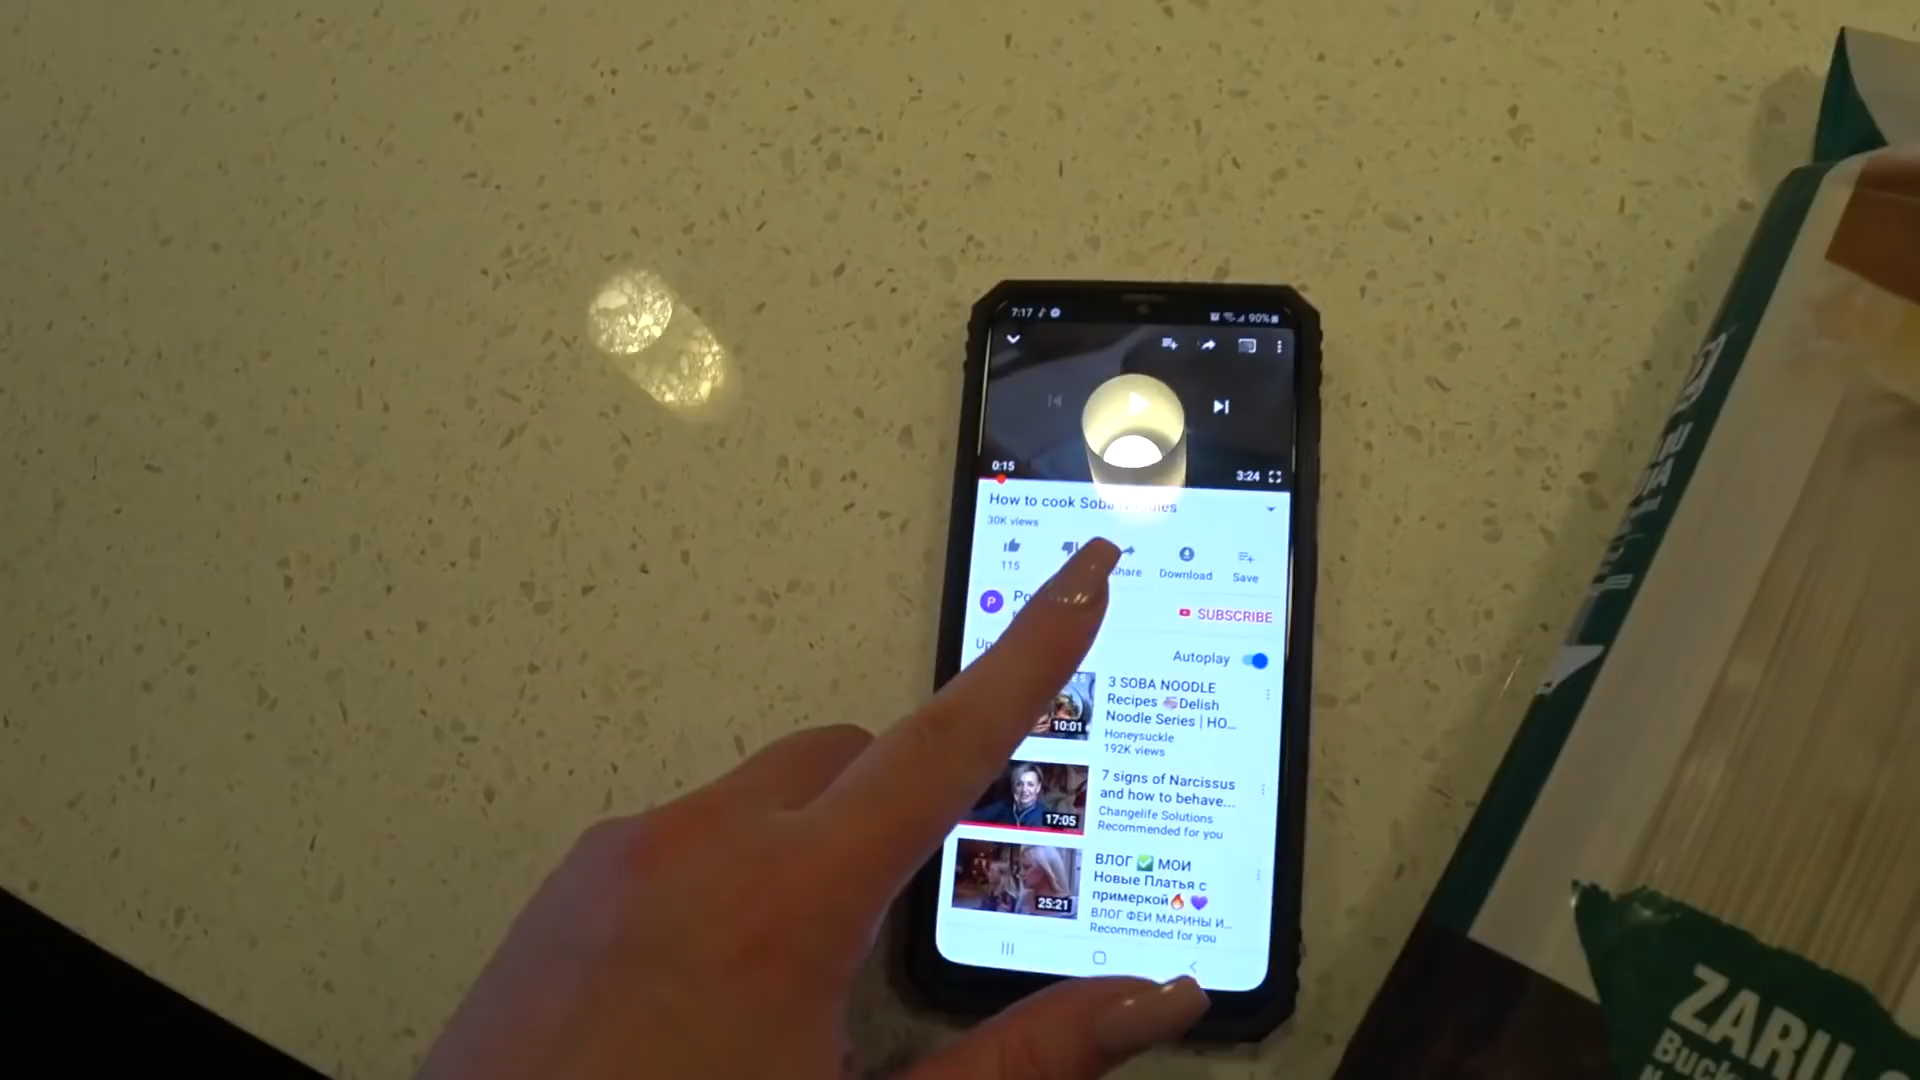 7:17
90%
0:15
3:24
How to cook Soba
30K views
115
Share
Download
Save
P
SUBSCRIBE
Autoplay
10:01
3 SOBA NOODLE
Recipes 🍜Delish
Noodle Series | HO...
Honeysuckle
192K views
17:05
7 signs of Narcissus
and how to behave...
Changelife Solutions
Recommended for you
25:21
ВЛОГ ✅ МОИ
Новые Платья с
примеркой🔥 💜
ВЛОГ ФЕИ МАРИНЫ И...
Recommended for you
ZARU
Buck